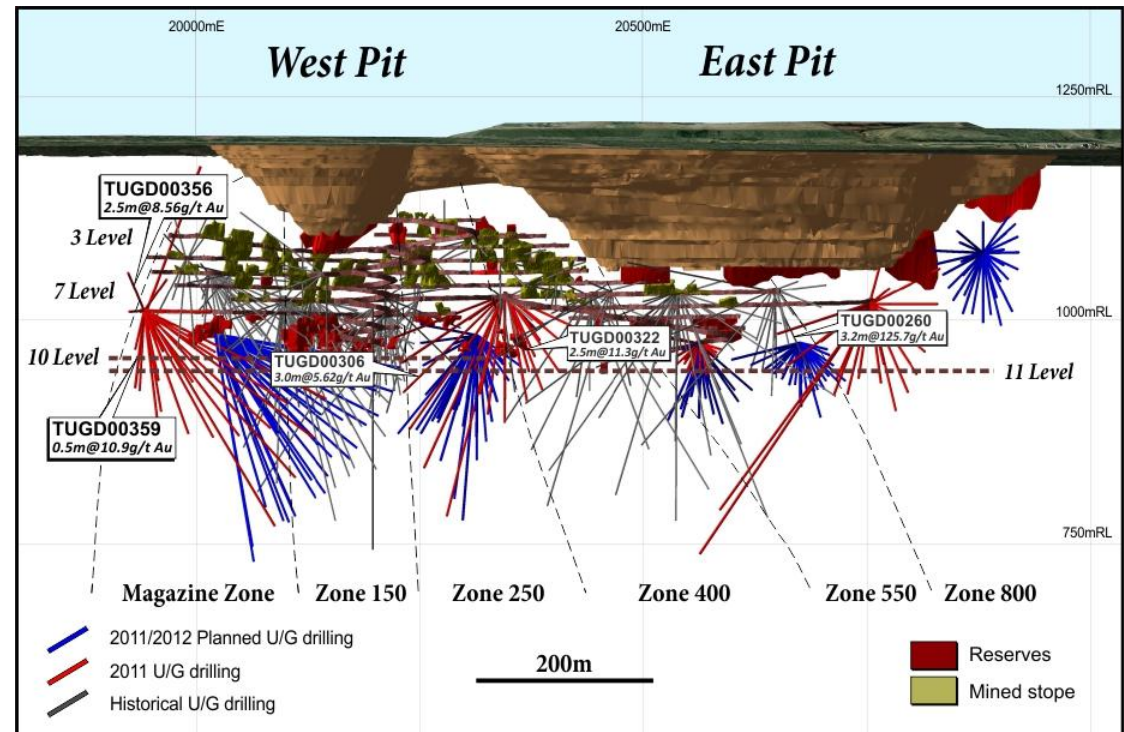 20000mE
20500mE
West Pit
East Pit
1250mRL
TUGD00356
2.5m@8.56g/t Au
3 Level
7 Level
1000mRL
TUGD00260
3.2m@125.7g/t Au
TUGD00322
2.5m@11.3g/t Au
10 Level
TUGD00306
3.0m@5.62g/t Au
11 Level
TUGD00359
0.5m@10.9g/t Au
750mRL
Magazine Zone
Zone 150
Zone 250
Zone 400
Zone 550
Zone 800
2011/2012 Planned U/G drilling
2011 U/G drilling
Historical U/G drilling
200m
Reserves
Mined stope